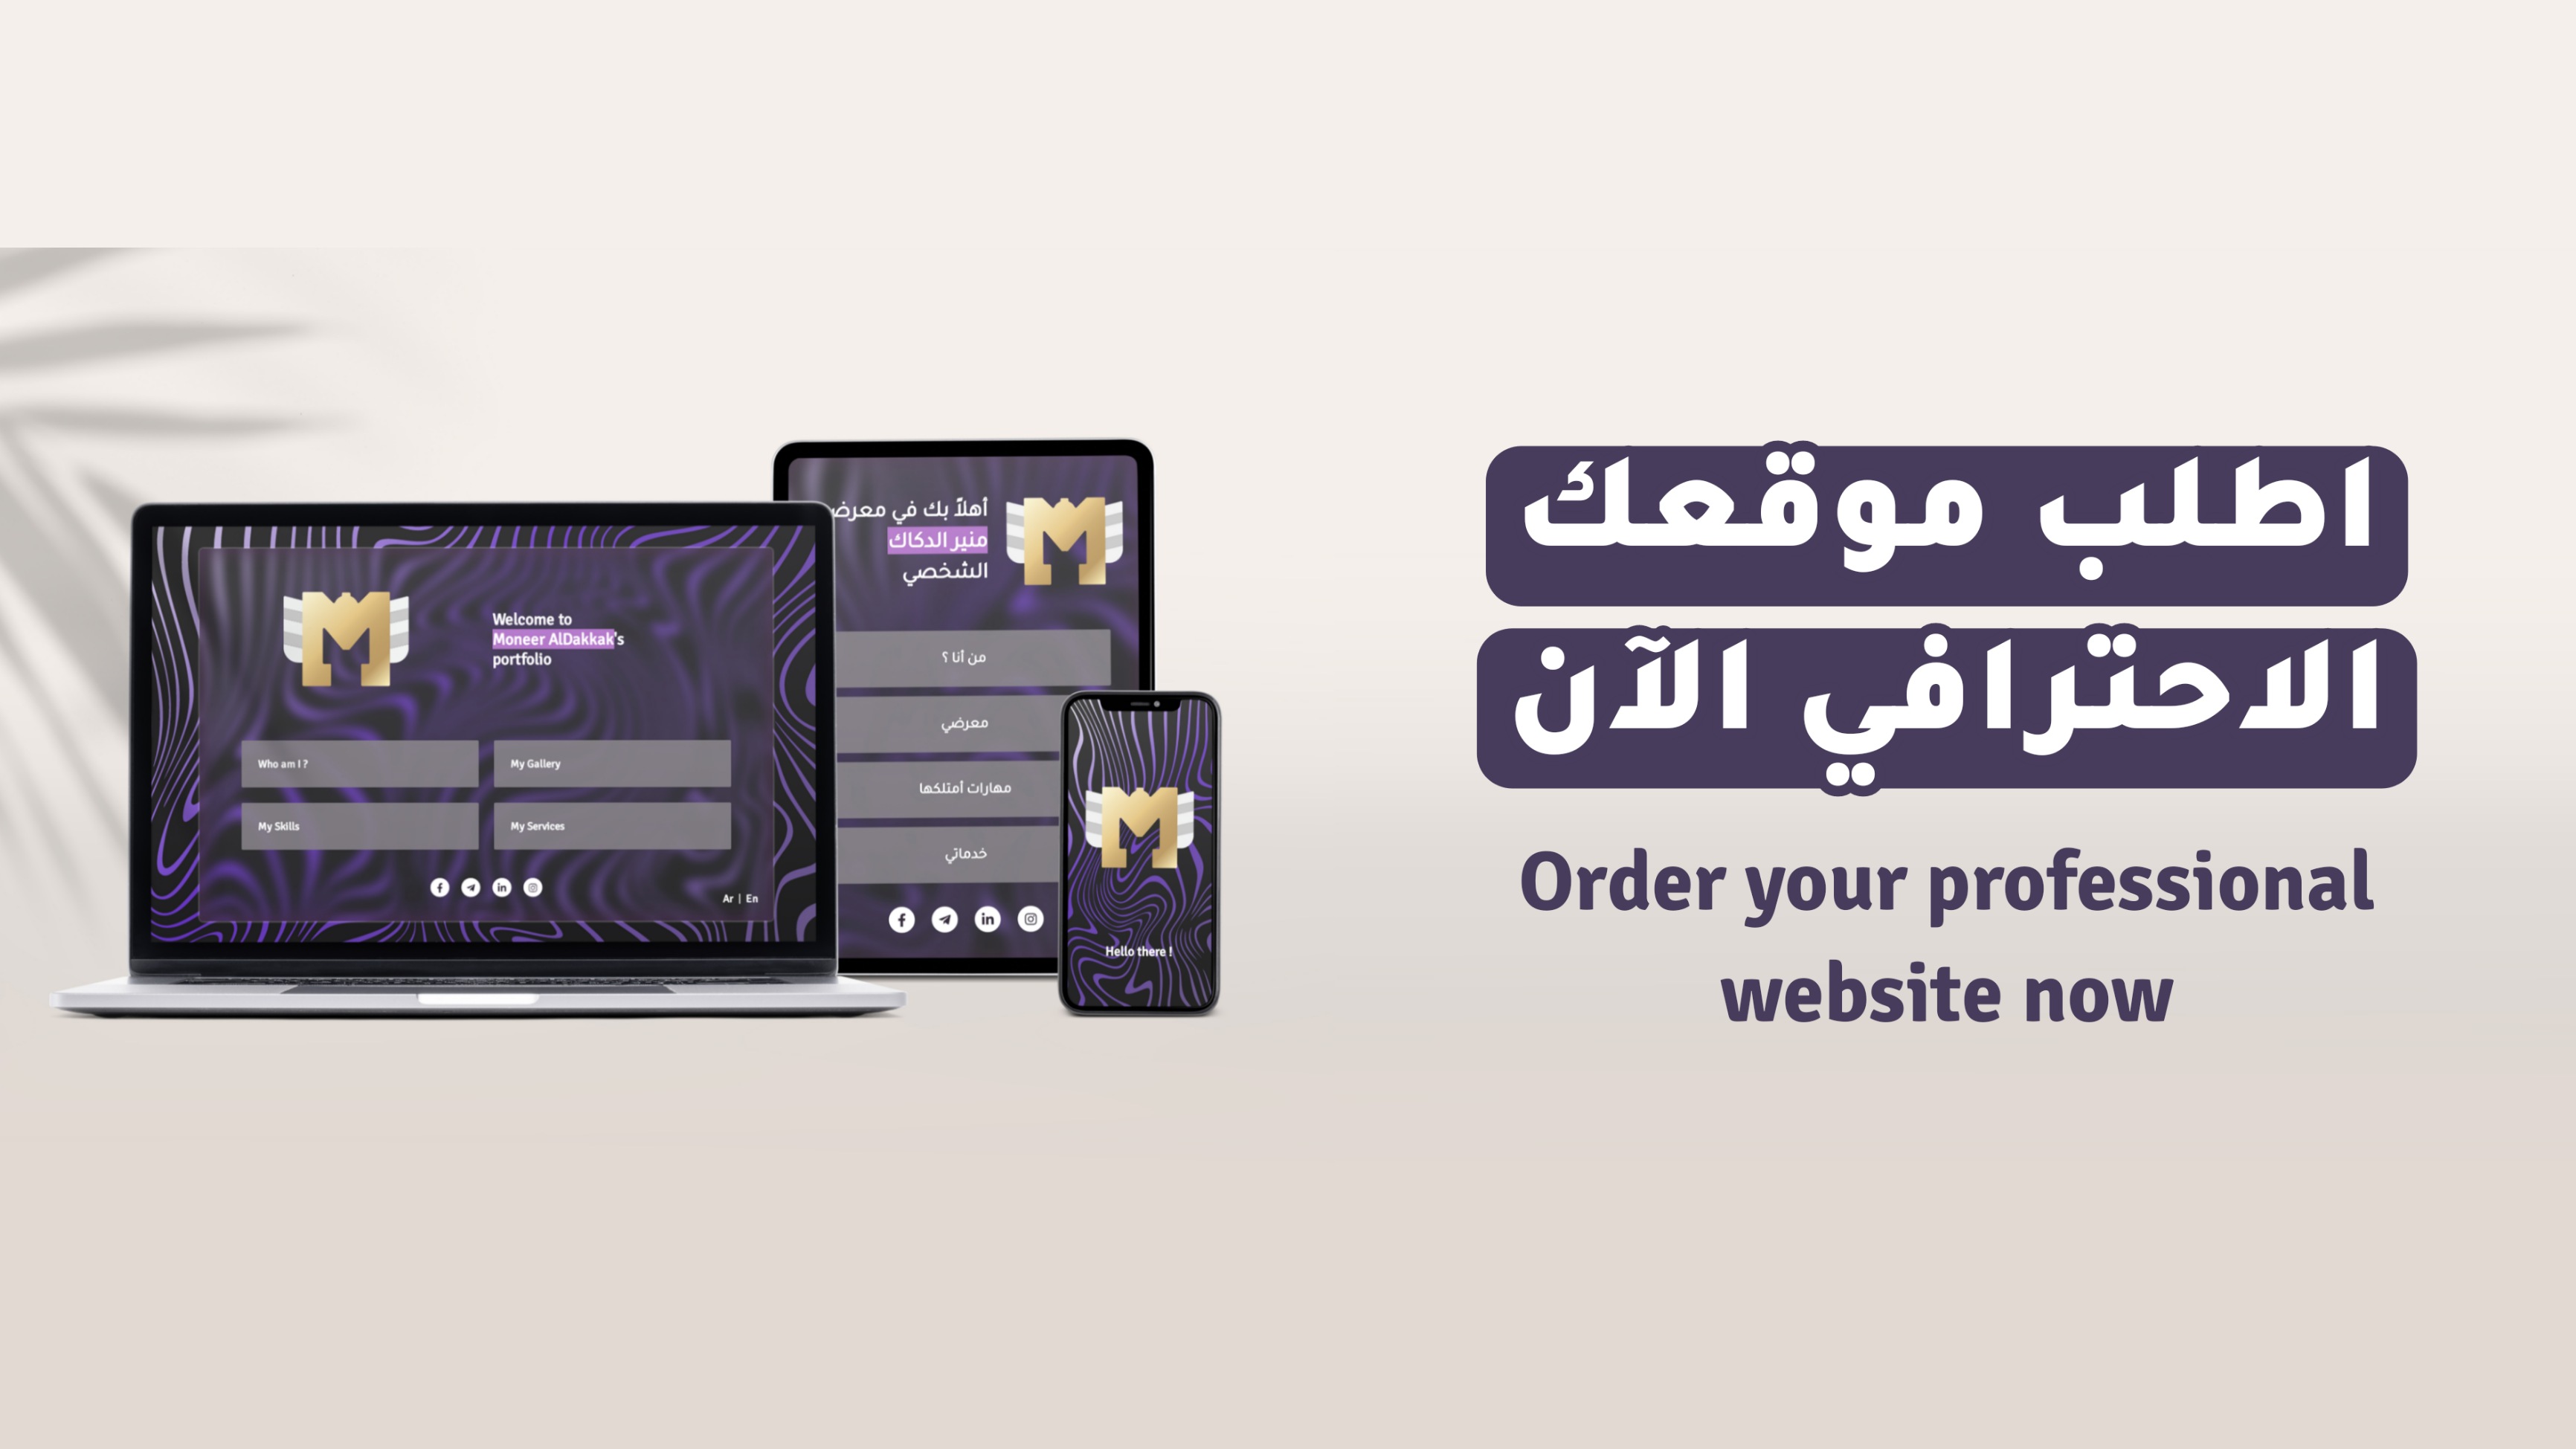 اطلب موقعك
الاحترافي الآن
Order your professional
website now
Welcome to
Moneer AlDakkak's
portfolio
Who am I ?
My Gallery
My Skills
My Services
Ar | En
أهلاً بك في معرض
منير الدكاك
الشخصي
من أنا ؟
معرضي
مهارات أمتلكها
خدماتي
Hello there !